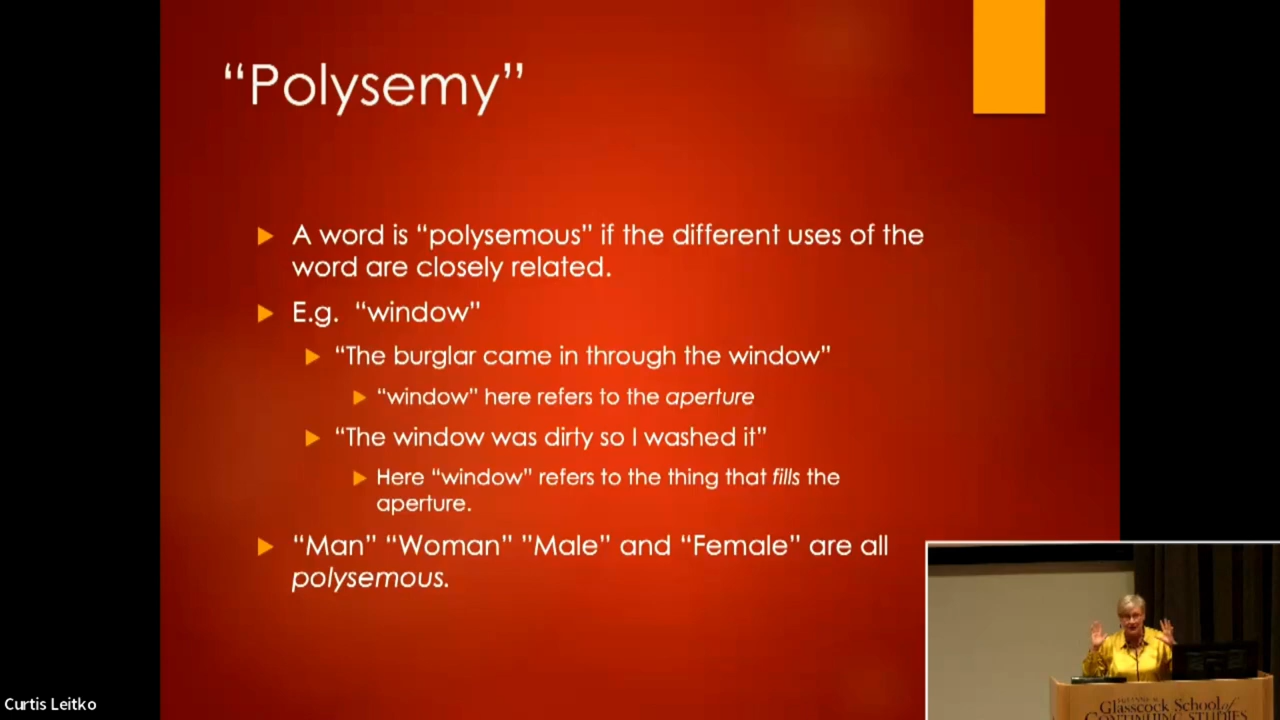 “Polysemy”
A word is “polysemous” if the different uses of the
word are closely related.
E.g. “window”
“The burglar came in through the window”
“window” here refers to the aperture
“The window was dirty so I washed it”
Here “window” refers to the thing that fills the
aperture.
“Man” “Woman” ”Male” and “Female” are all
polysemous.
Glasscock School of
CONTINUING STUDIES
Curtis Leitko